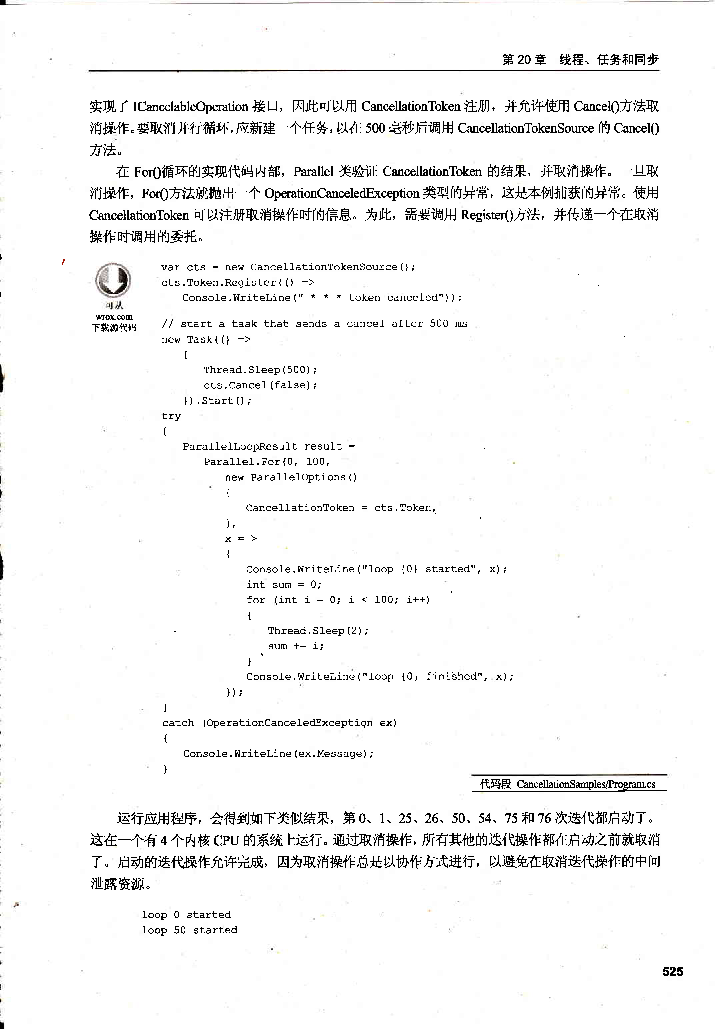 第 20 章 线程、任务和同步
实现了 ICancelableOperation 接口，因此可以用 CancellationToken 注册，并允许使用 Cancel()方法取
消操作。要取消并行循环，应新建一个任务，以在 500 毫秒后调用 CancellationTokenSource 的 Cancel()
方法。
在 For()循环的实现代码内部，Parallel 类验证 CancellationToken 的结果，并取消操作。一旦取
消操作，For()方法就抛出一个 OperationCanceledException 类型的异常，这是本例捕获的异常。使用
CancellationToken 可以注册取消操作时的信息。为此，需要调用 Register()方法，并传递一个在取消
操作时调用的委托。
可从
wrox.com
下载源代码
var cts = new CancellationTokenSource();
cts.Token.Register(() =>
Console.WriteLine(" * * * token canceled"));
// start a task that sends a cancel after 500 ms
new Task(() =>
{
Thread.Sleep(500);
cts.Cancel(false);
}).Start();
try
{
ParallelLoopResult result =
Parallel.For(0, 100,
new ParallelOptions()
{
CancellationToken = cts.Token,
},
x = >
{
Console.WriteLine("loop {0} started", x);
int sum = 0;
for (int i = 0; i < 100; i++)
{
Thread.Sleep(2);
sum += i;
}
Console.WriteLine("loop {0} finished", x);
});
}
catch (OperationCanceledException ex)
{
Console.WriteLine(ex.Message);
}
代码段 CancellationSamples/Program.cs
运行应用程序，会得到如下类似结果，第 0、1、25、26、50、54、75 和 76 次迭代都启动了。
这在一个有 4 个内核 CPU 的系统上运行。通过取消操作，所有其他的迭代操作都在启动之前就取消
了。启动的迭代操作允许完成，因为取消操作总是以协作方式进行，以避免在取消迭代操作的中间
泄露资源。
loop 0 started
loop 50 started
525